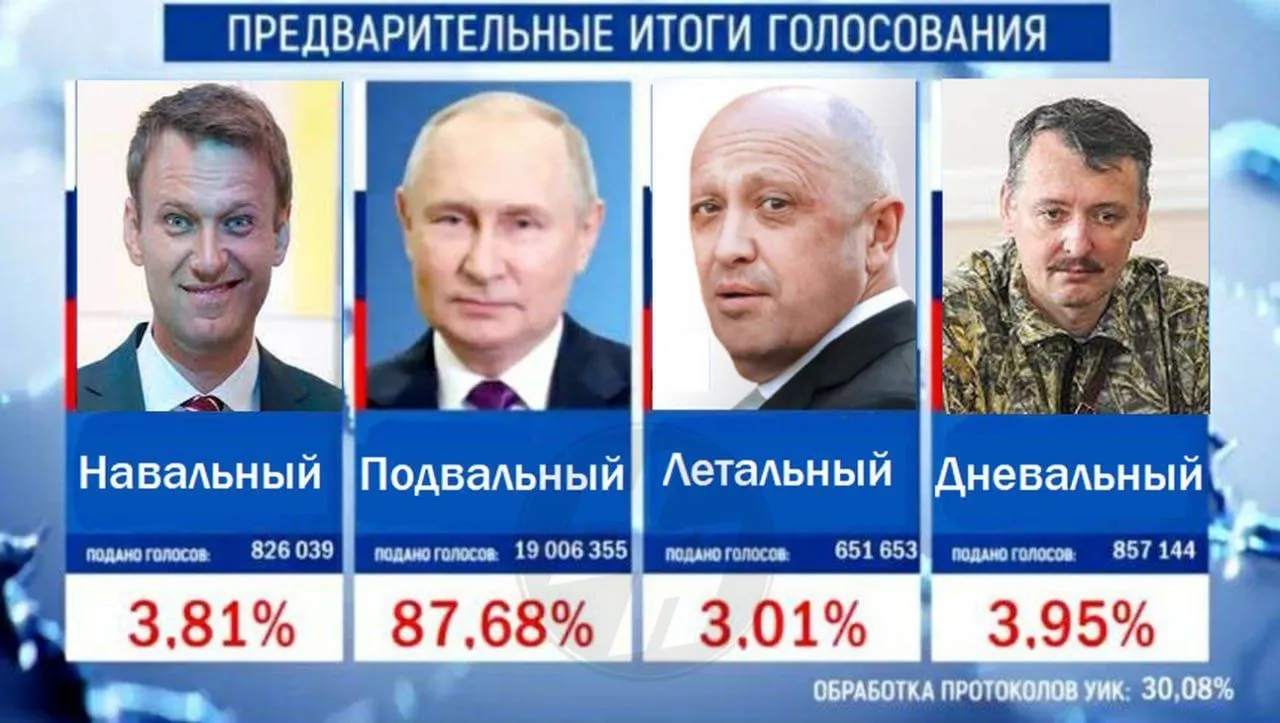 ПРЕДВАРИТЕЛЬНЫЕ ИТОГИ ГОЛОСОВАНИЯ
Навальный
ПОДАНО ГОЛОСОВ: 826 039
3,81%
Подвальный
ПОДАНО ГОЛОСОВ: 19 006 355
87,68%
Летальный
ПОДАНО ГОЛОСОВ: 651 653
3,01%
Дневальный
ПОДАНО ГОЛОСОВ: 857 144
3,95%
ОБРАБОТКА ПРОТОКОЛОВ УИК: 30,08%